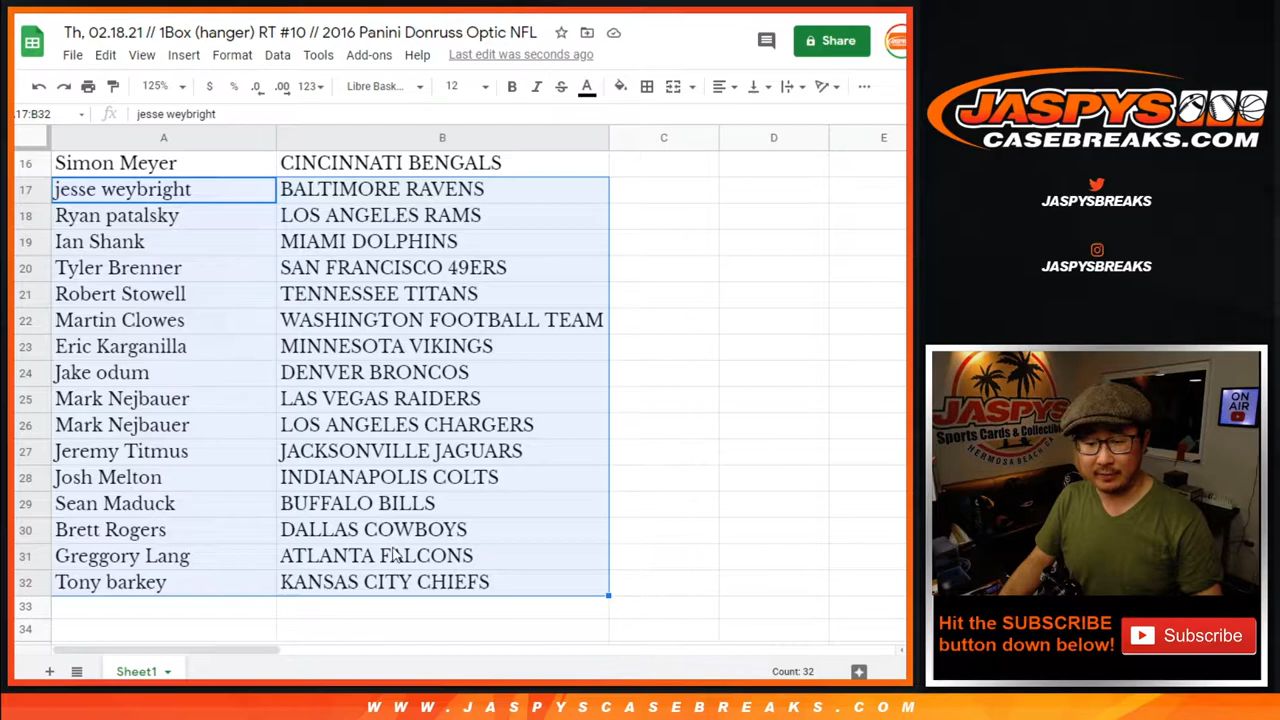 Th, 02.18.21 // 1Box (hanger) RT #10 // 2016 Panini Donruss Optic NFL
File Edit View Insert Format Data Tools Add-ons Help Last edit was seconds ago
Share
125% $ % .0 .00 123 Libre Bask... 12 B I S A
17:B32 fx jesse weybright
A B C D E
16 Simon Meyer CINCINNATI BENGALS
17 jesse weybright BALTIMORE RAVENS
18 Ryan patalsky LOS ANGELES RAMS
19 Ian Shank MIAMI DOLPHINS
20 Tyler Brenner SAN FRANCISCO 49ERS
21 Robert Stowell TENNESSEE TITANS
22 Martin Clowes WASHINGTON FOOTBALL TEAM
23 Eric Karganilla MINNESOTA VIKINGS
24 Jake odum DENVER BRONCOS
25 Mark Nejbauer LAS VEGAS RAIDERS
26 Mark Nejbauer LOS ANGELES CHARGERS
27 Jeremy Titmus JACKSONVILLE JAGUARS
28 Josh Melton INDIANAPOLIS COLTS
29 Sean Maduck BUFFALO BILLS
30 Brett Rogers DALLAS COWBOYS
31 Greggory Lang ATLANTA FALCONS
32 Tony barkey KANSAS CITY CHIEFS
33
34
Sheet1
Count: 32
JASPYS
CASEBREAKS.COM
JASPYSBREAKS
JASPYSBREAKS
JASPYS
Sports Cards & Collectibles
HERMOSA BEACH
ON AIR
Hit the SUBSCRIBE
button down below!
Subscribe
WWW.JASPYSCASEBREAKS.COM